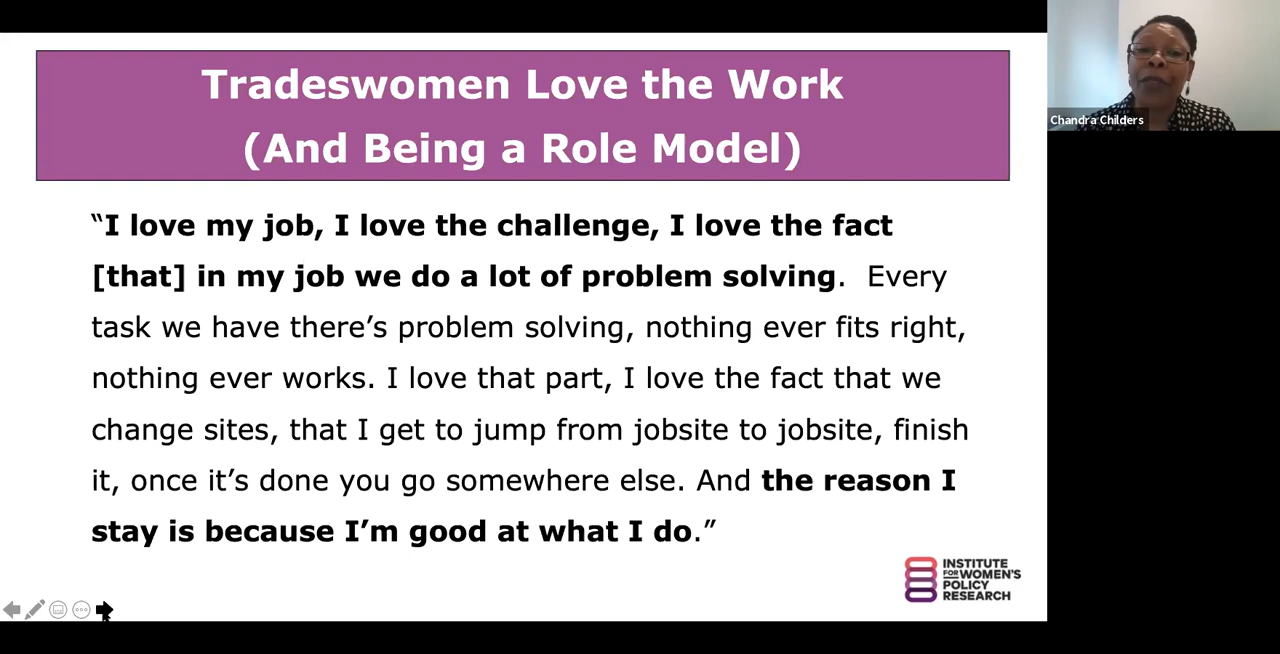 Tradeswomen Love the Work
(And Being a Role Model)
“I love my job, I love the challenge, I love the fact
[that] in my job we do a lot of problem solving.  Every
task we have there’s problem solving, nothing ever fits right,
nothing ever works. I love that part, I love the fact that we
change sites, that I get to jump from jobsite to jobsite, finish
it, once it’s done you go somewhere else. And the reason I
stay is because I’m good at what I do.”
INSTITUTE
FOR WOMEN'S
POLICY
RESEARCH
Chandra Childers